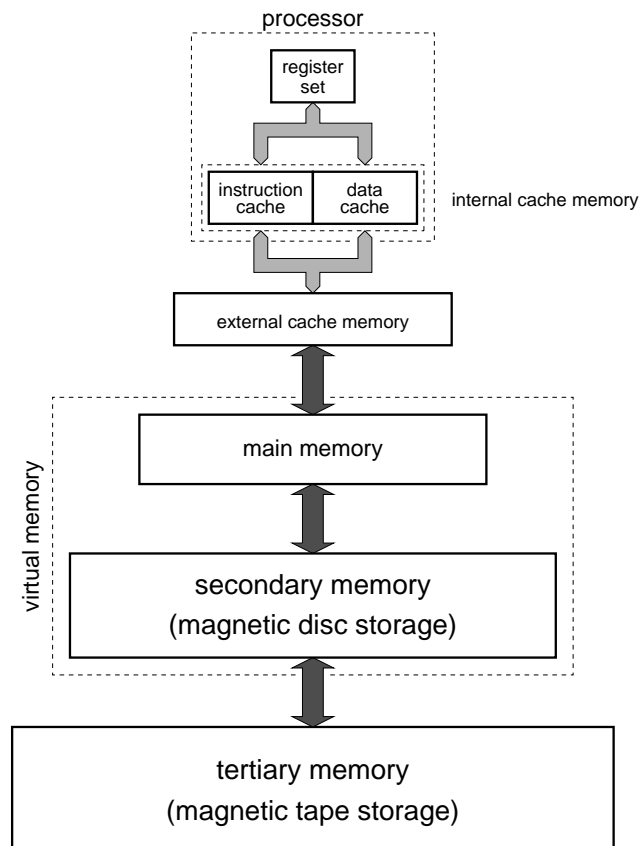 processor
register
set
instruction
cache
data
cache
internal cache memory
external cache memory
main memory
virtual memory
secondary memory
(magnetic disc storage)
tertiary memory
(magnetic tape storage)